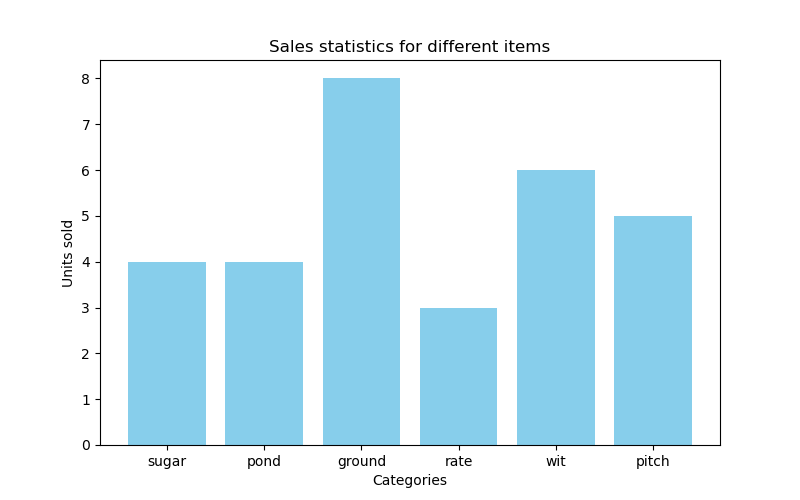 Sales statistics for different items
Units sold
8
7
6
5
4
3
2
1
0
sugar pond ground rate wit pitch
Categories